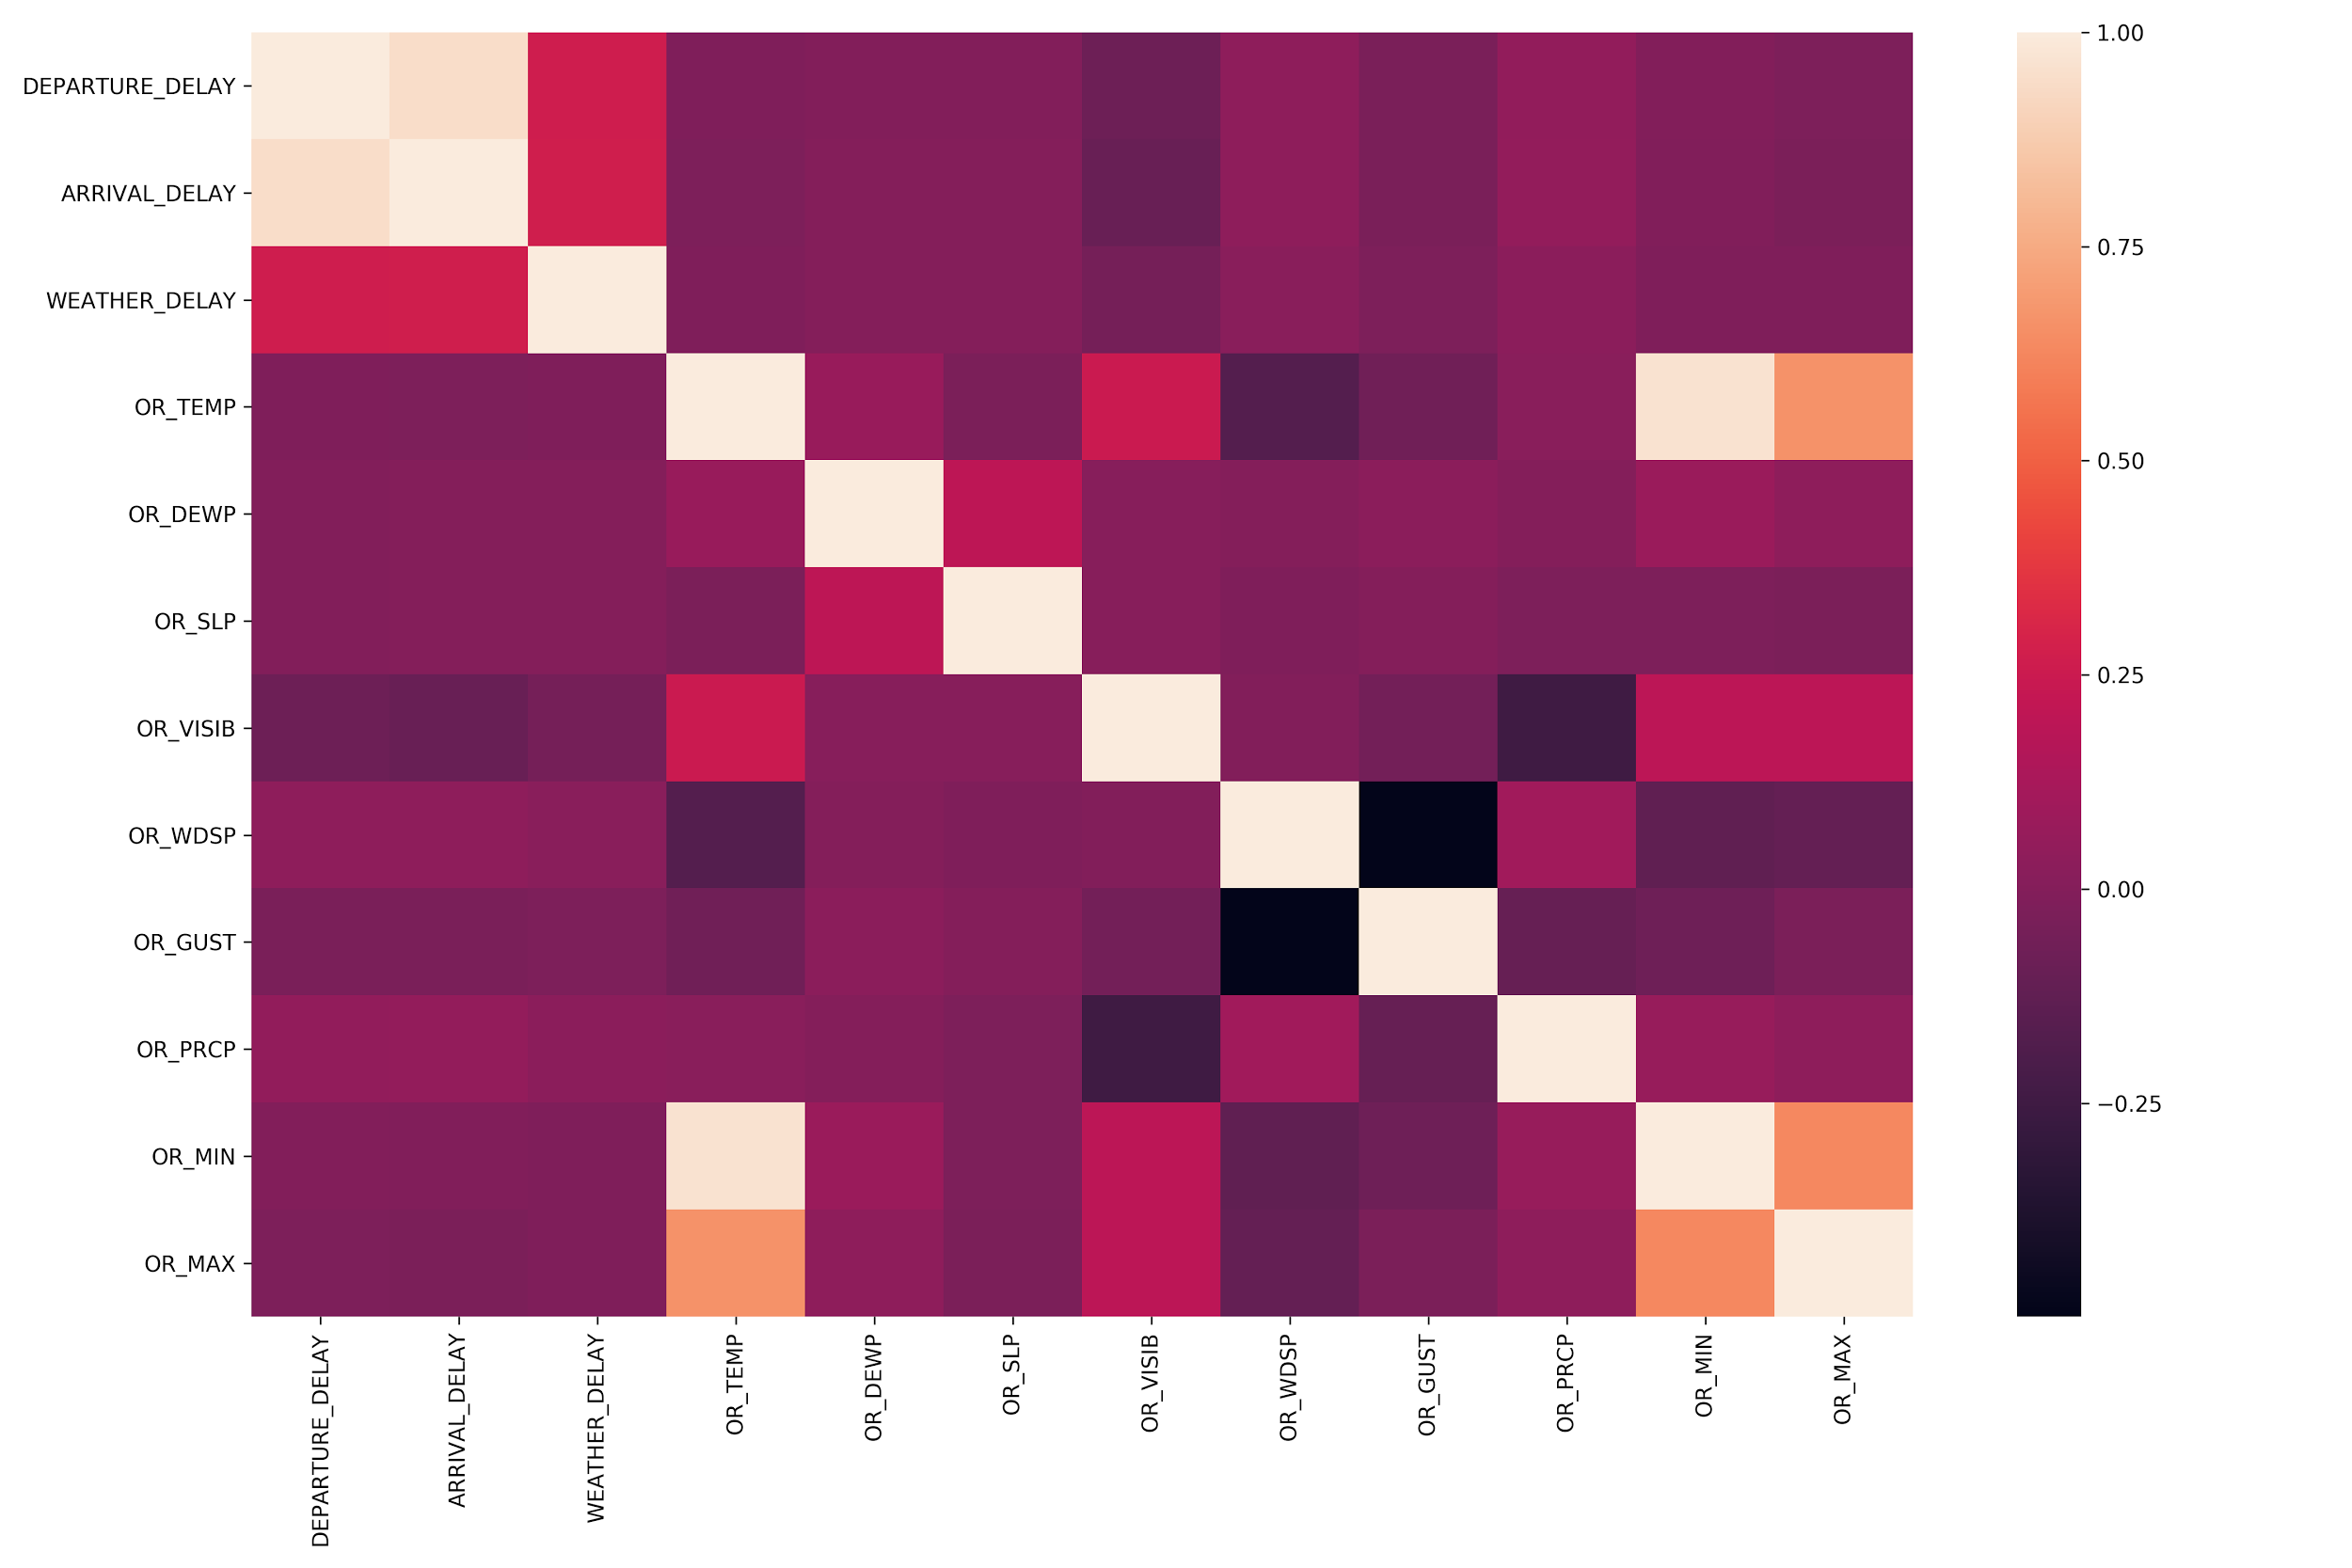 DEPARTURE_DELAY
ARRIVAL_DELAY
WEATHER_DELAY
OR_TEMP
OR_DEWP
OR_SLP
OR_VISIB
OR_WDSP
OR_GUST
OR_PRCP
OR_MIN
OR_MAX
DEPARTURE_DELAY
ARRIVAL_DELAY
WEATHER_DELAY
OR_TEMP
OR_DEWP
OR_SLP
OR_VISIB
OR_WDSP
OR_GUST
OR_PRCP
OR_MIN
OR_MAX
1.00
0.75
0.50
0.25
0.00
−0.25